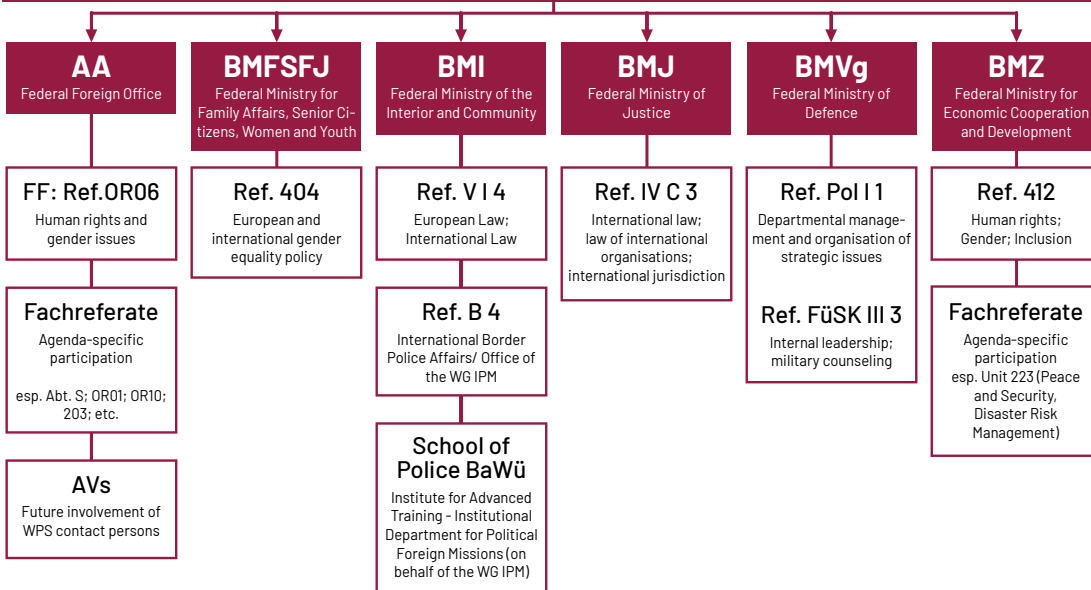 AA
Federal Foreign Office
FF: Ref.OR06
Human rights and
gender issues
Fachreferate
Agenda-specific
participation
esp. Abt. S; OR01; OR10;
203; etc.
AVs
Future involvement of
WPS contact persons
BMFSFJ
Federal Ministry for
Family Affairs, Senior Ci-
tizens, Women and Youth
Ref. 404
European and
international gender
equality policy
BMI
Federal Ministry of the
Interior and Community
Ref. V I 4
European Law;
International Law
Ref. B 4
International Border
Police Affairs/ Office of
the WG IPM
School of
Police BaWü
Institute for Advanced
Training - Institutional
Department for Political
Foreign Missions (on
behalf of the WG IPM)
BMJ
Federal Ministry of
Justice
Ref. IV C 3
International law;
law of international
organisations;
international jurisdiction
BMVg
Federal Ministry of
Defence
Ref. Pol I 1
Departmental manage-
ment and organisation of
strategic issues
Ref. FüSK III 3
Internal leadership;
military counseling
BMZ
Federal Ministry for
Economic Cooperation
and Development
Ref. 412
Human rights;
Gender; Inclusion
Fachreferate
Agenda-specific
participation
esp. Unit 223 (Peace
and Security,
Disaster Risk
Management)